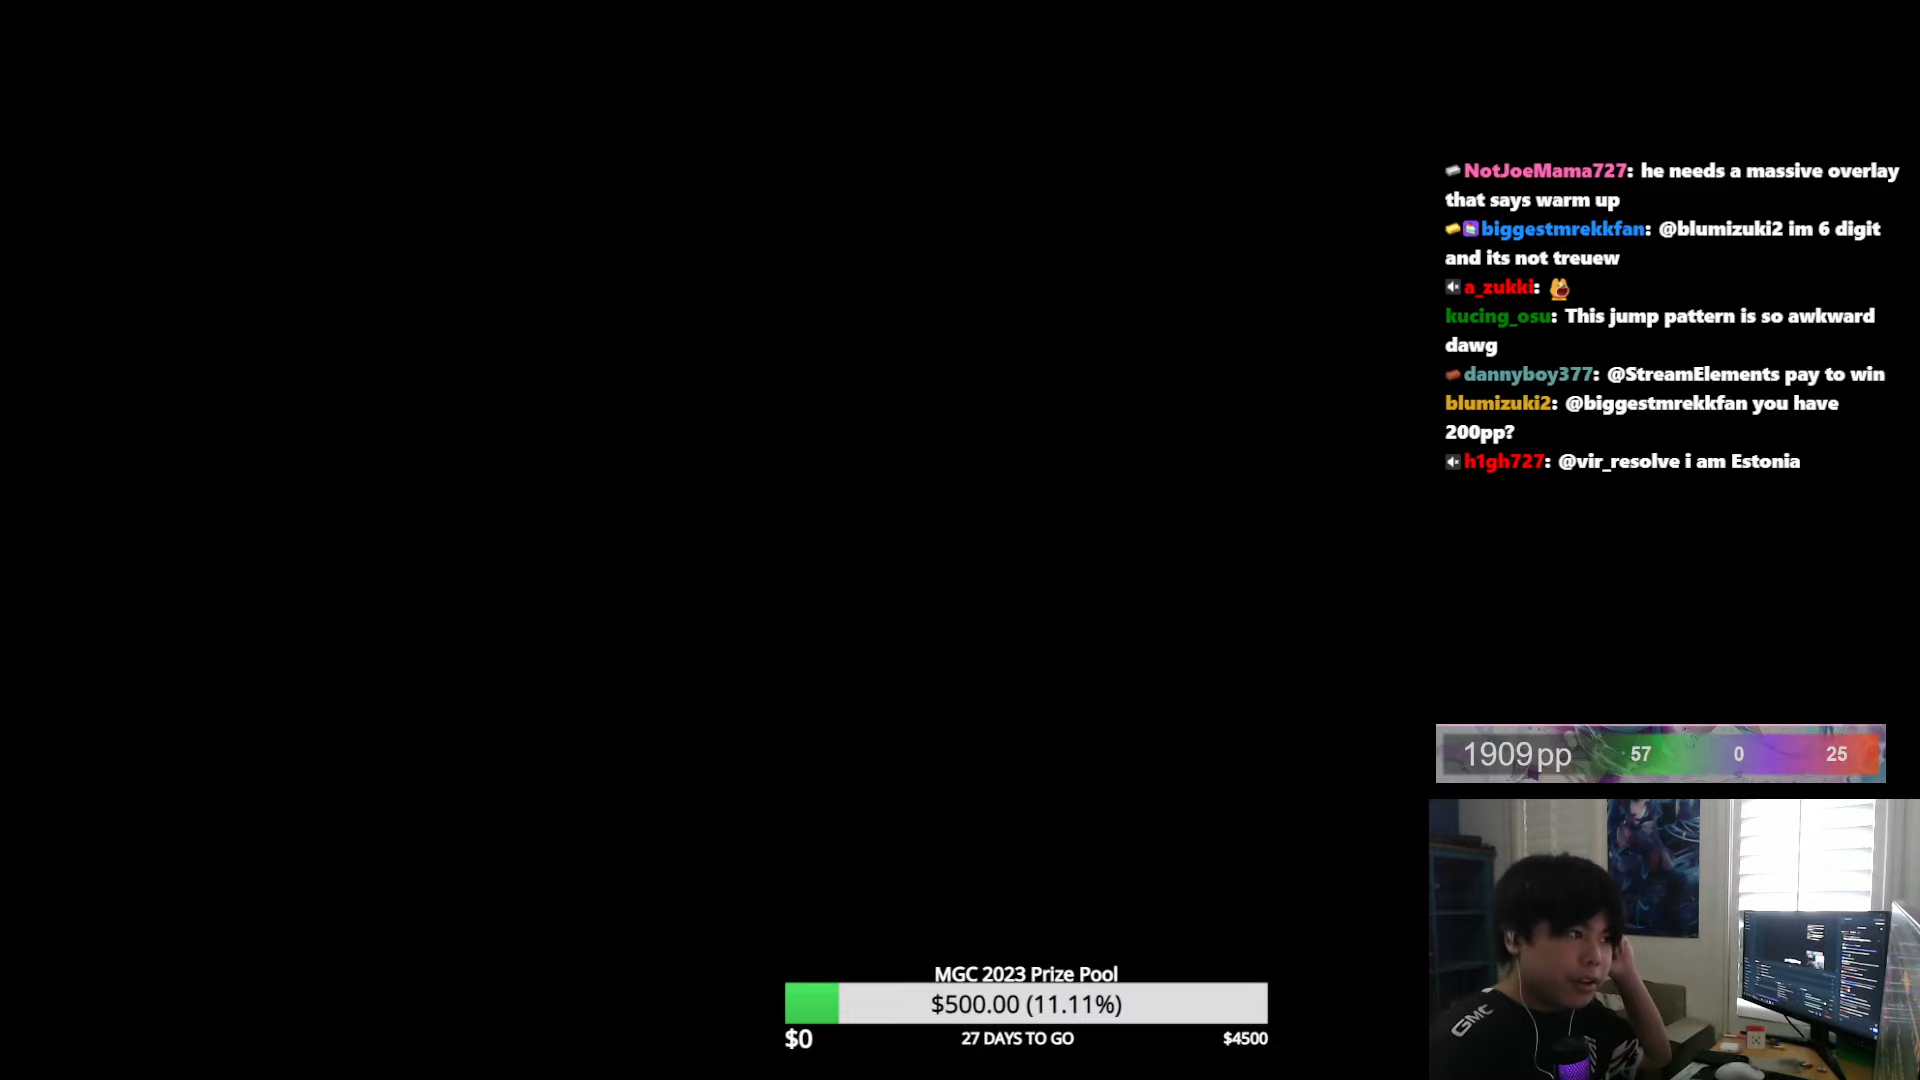 NotJoeMama727: he needs a massive overlay
that says warm up
biggestmrekkfan: @blumizuki2 im 6 digit
and its not treuew
a_zukki:
kucing_osu: This jump pattern is so awkward
dawg
dannyboy377: @StreamElements pay to win
blumizuki2: @biggestmrekkfan you have
200pp?
h1gh727: @vir_resolve i am Estonia
1909pp 57 0 25
MGC 2023 Prize Pool
$500.00 (11.11%)
$0 27 DAYS TO GO $4500
GMC